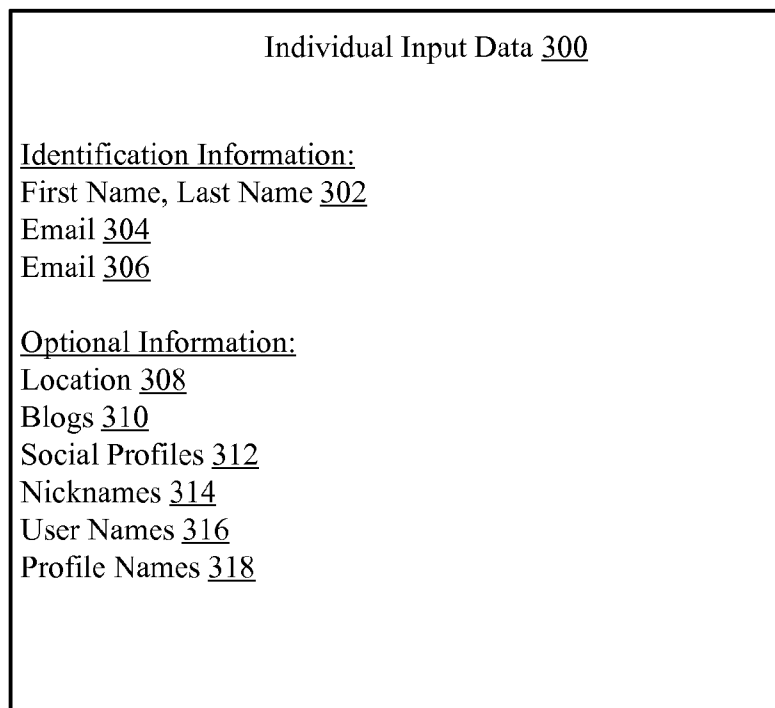 Individual Input Data 300
Identification Information:
First Name, Last Name 302
Email 304
Email 306
Optional Information:
Location 308
Blogs 310
Social Profiles 312
Nicknames 314
User Names 316
Profile Names 318